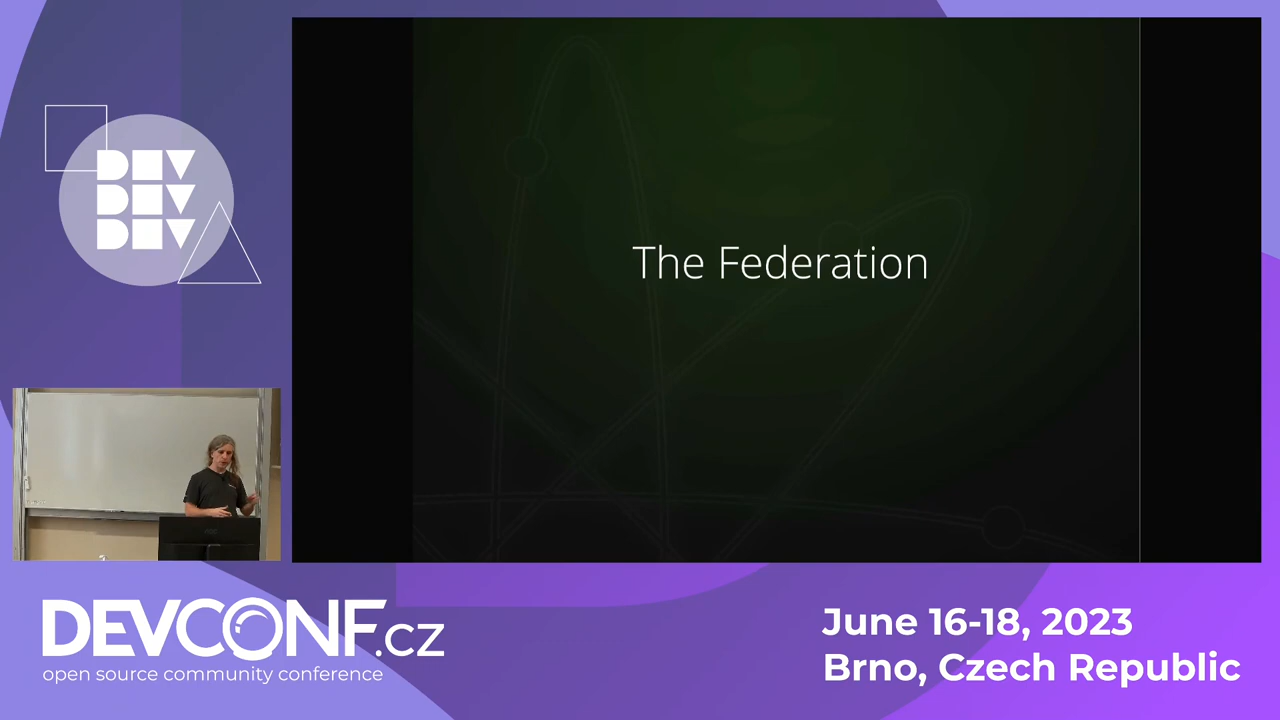 DEV
DEV
DEV
The Federation
DEVCONF.cz
open source community conference
June 16-18, 2023
Brno, Czech Republic